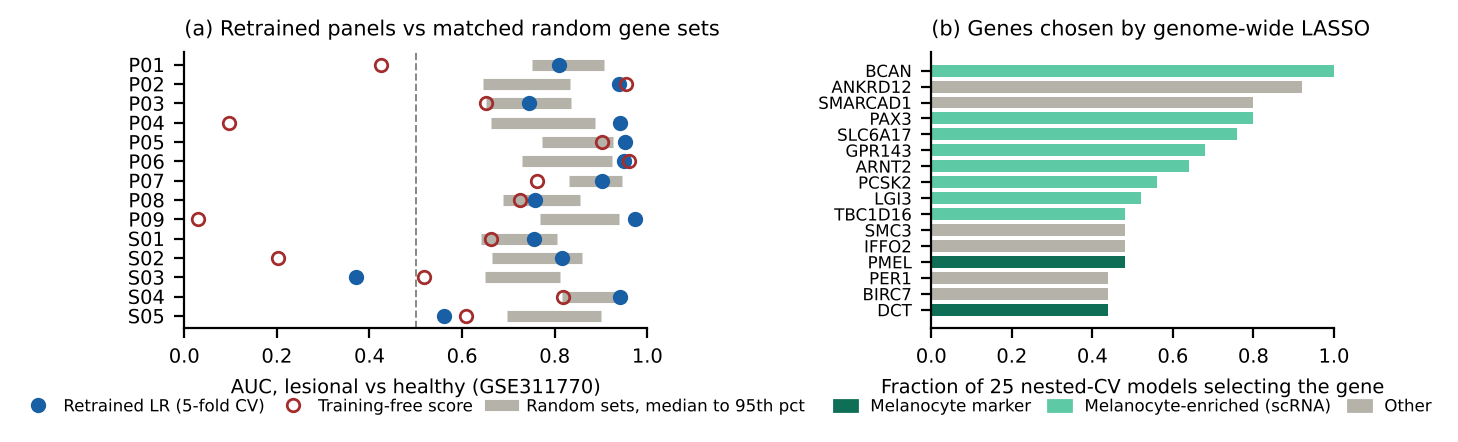 (a) Retrained panels vs matched random gene sets
P01
P02
P03
P04
P05
P06
P07
P08
P09
S01
S02
S03
S04
S05
0.0 0.2 0.4 0.6 0.8 1.0
AUC, lesional vs healthy (GSE311770)
Retrained LR (5-fold CV) Training-free score Random sets, median to 95th pct
(b) Genes chosen by genome-wide LASSO
BCAN
ANKRD12
SMARCAD1
PAX3
SLC6A17
GPR143
ARNT2
PCSK2
LGI3
TBC1D16
SMC3
IFFO2
PMEL
PER1
BIRC7
DCT
0.0 0.2 0.4 0.6 0.8 1.0
Fraction of 25 nested-CV models selecting the gene
Melanocyte marker Melanocyte-enriched (scRNA) Other